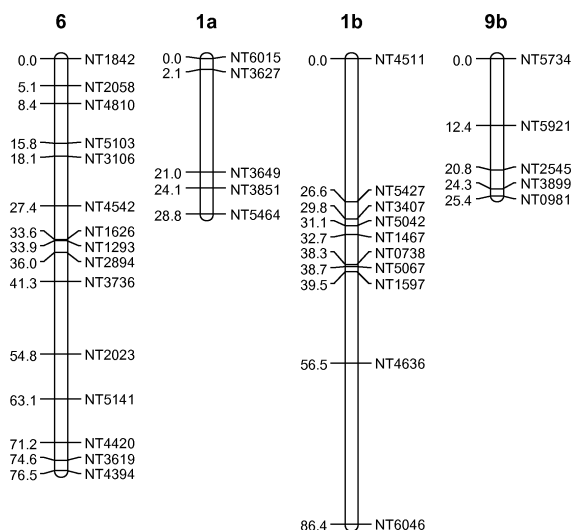 6
0.0 NT1842
5.1 NT2058
8.4 NT4810
15.8 NT5103
18.1 NT3106
27.4 NT4542
33.6 NT1626
33.9 NT1293
36.0 NT2894
41.3 NT3736
54.8 NT2023
63.1 NT5141
71.2 NT4420
74.6 NT3619
76.5 NT4394
1a
0.0 NT6015
2.1 NT3627
21.0 NT3649
24.1 NT3851
28.8 NT5464
1b
0.0 NT4511
26.6 NT5427
29.8 NT3407
31.1 NT5042
32.7 NT1467
38.3 NT0738
38.7 NT5067
39.5 NT1597
56.5 NT4636
86.4 NT6046
9b
0.0 NT5734
12.4 NT5921
20.8 NT2545
24.3 NT3899
25.4 NT0981